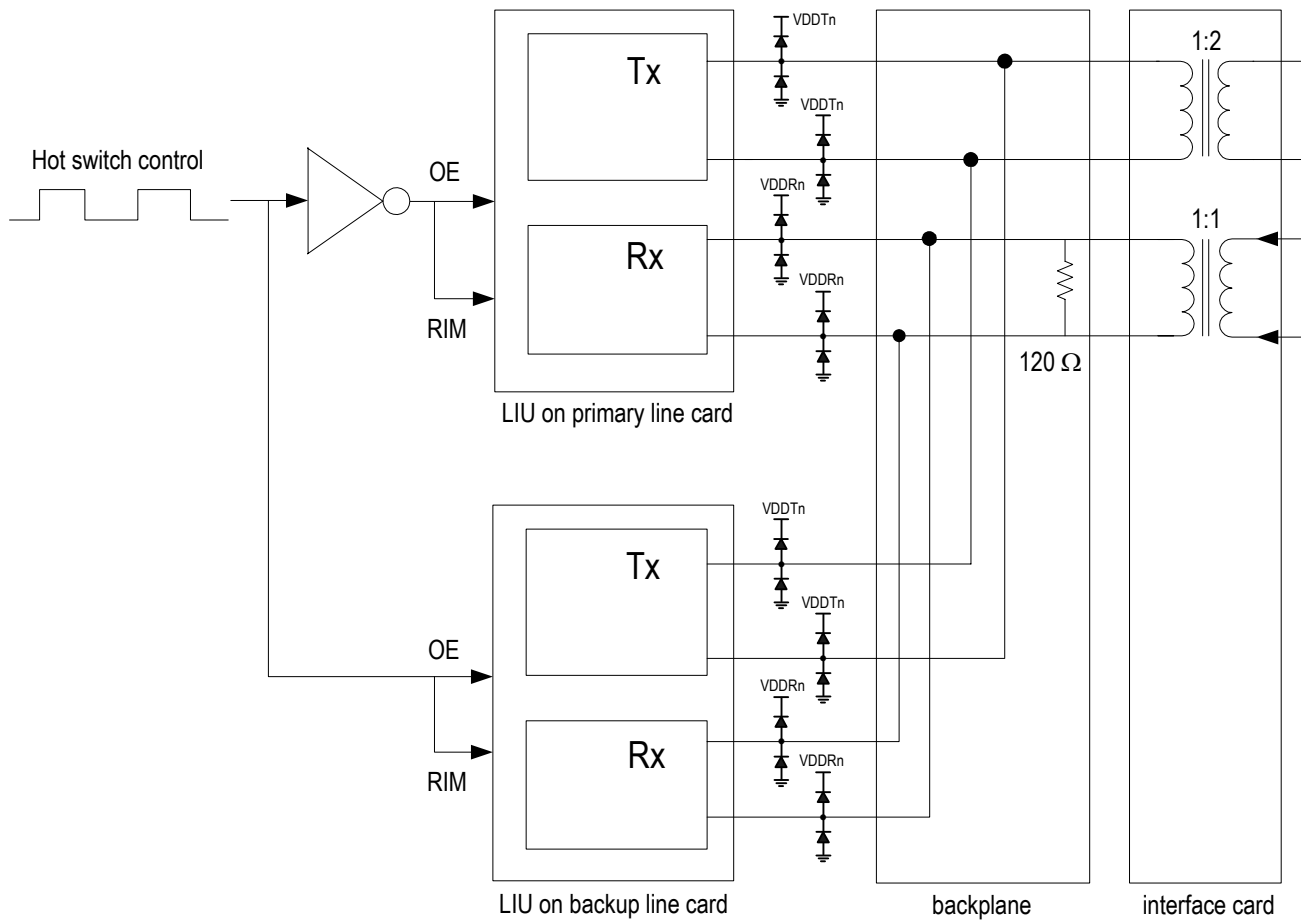 VDDTn
1:2
Tx
VDDTn
Hot switch control
OE
VDDRn
1:1
Rx
VDDRn
RIM
120 Ω
LIU on primary line card
VDDTn
Tx
VDDTn
OE
VDDRn
Rx
VDDRn
RIM
LIU on backup line card
backplane
interface card